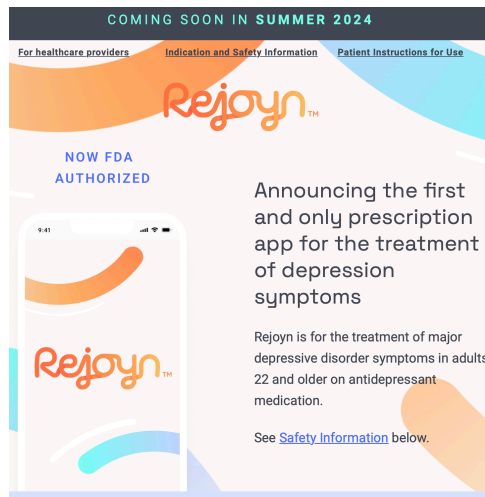 COMING SOON IN SUMMER 2024
For healthcare providers
Indication and Safety Information
Patient Instructions for Use
Rejoyn™
NOW FDA
AUTHORIZED
9:41
Rejoyn™
Announcing the first
and only prescription
app for the treatment
of depression
symptoms
Rejoyn is for the treatment of major
depressive disorder symptoms in adults
22 and older on antidepressant
medication.
See Safety Information below.